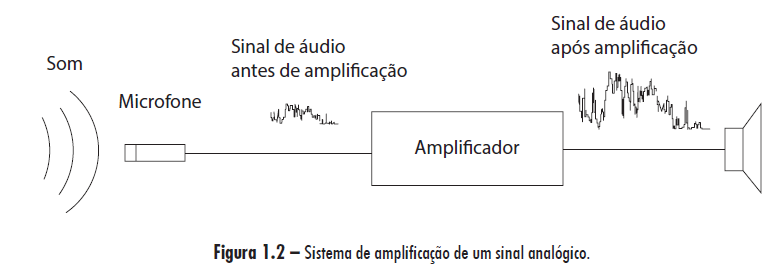 Som
Microfone
Sinal de áudio
antes de amplificação
Amplificador
Sinal de áudio
após amplificação
Figura 1.2 – Sistema de amplificação de um sinal analógico.